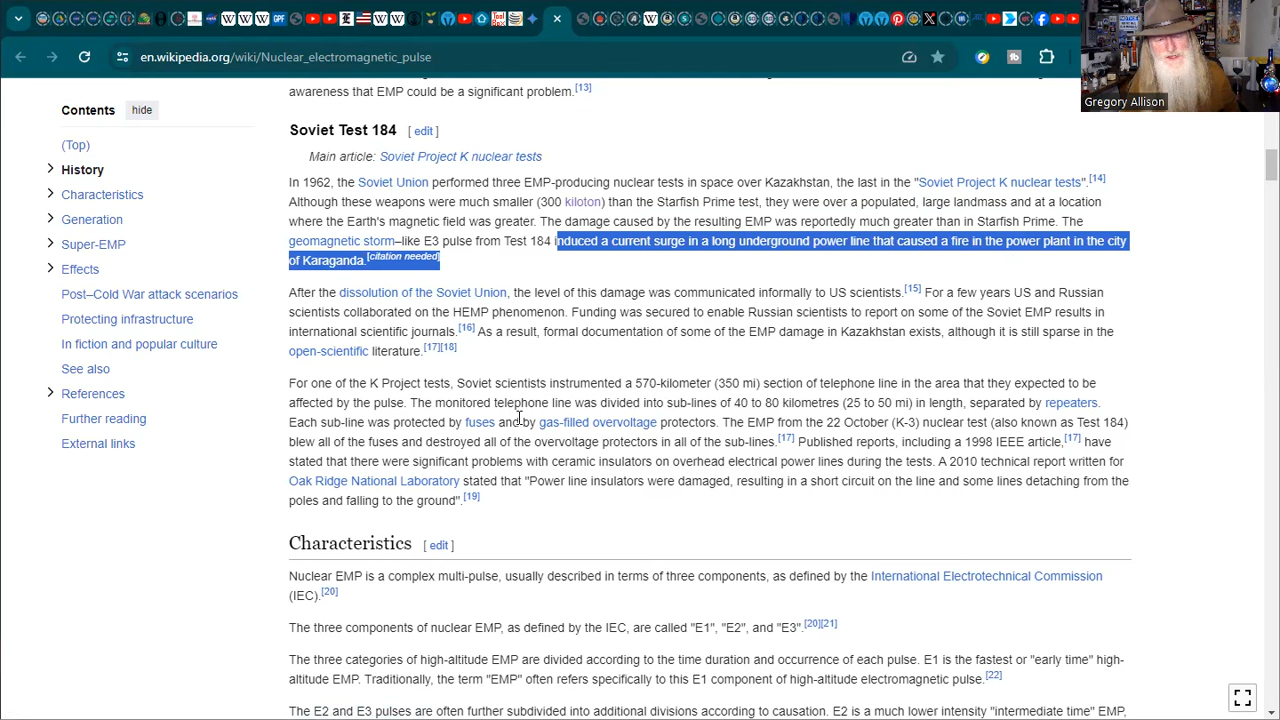 en.wikipedia.org/wiki/Nuclear_electromagnetic_pulse
Gregory Allison
Contents hide
(Top)
History
Characteristics
Generation
Super-EMP
Effects
Post–Cold War attack scenarios
Protecting infrastructure
In fiction and popular culture
See also
References
Further reading
External links
awareness that EMP could be a significant problem.[13]
Soviet Test 184 [ edit ]
Main article: Soviet Project K nuclear tests
In 1962, the Soviet Union performed three EMP-producing nuclear tests in space over Kazakhstan, the last in the "Soviet Project K nuclear tests".[14]
Although these weapons were much smaller (300 kiloton) than the Starfish Prime test, they were over a populated, large landmass and at a location
where the Earth's magnetic field was greater. The damage caused by the resulting EMP was reportedly much greater than in Starfish Prime. The
geomagnetic storm–like E3 pulse from Test 184 induced a current surge in a long underground power line that caused a fire in the power plant in the city
of Karaganda.[citation needed]
After the dissolution of the Soviet Union, the level of this damage was communicated informally to US scientists.[15] For a few years US and Russian
scientists collaborated on the HEMP phenomenon. Funding was secured to enable Russian scientists to report on some of the Soviet EMP results in
international scientific journals.[16] As a result, formal documentation of some of the EMP damage in Kazakhstan exists, although it is still sparse in the
open-scientific literature.[17][18]
For one of the K Project tests, Soviet scientists instrumented a 570-kilometer (350 mi) section of telephone line in the area that they expected to be
affected by the pulse. The monitored telephone line was divided into sub-lines of 40 to 80 kilometres (25 to 50 mi) in length, separated by repeaters.
Each sub-line was protected by fuses and by gas-filled overvoltage protectors. The EMP from the 22 October (K-3) nuclear test (also known as Test 184)
blew all of the fuses and destroyed all of the overvoltage protectors in all of the sub-lines.[17] Published reports, including a 1998 IEEE article,[17] have
stated that there were significant problems with ceramic insulators on overhead electrical power lines during the tests. A 2010 technical report written for
Oak Ridge National Laboratory stated that "Power line insulators were damaged, resulting in a short circuit on the line and some lines detaching from the
poles and falling to the ground".[19]
Characteristics [ edit ]
Nuclear EMP is a complex multi-pulse, usually described in terms of three components, as defined by the International Electrotechnical Commission
(IEC).[20]
The three components of nuclear EMP, as defined by the IEC, are called "E1", "E2", and "E3".[20][21]
The three categories of high-altitude EMP are divided according to the time duration and occurrence of each pulse. E1 is the fastest or "early time" high-
altitude EMP. Traditionally, the term "EMP" often refers specifically to this E1 component of high-altitude electromagnetic pulse.[22]
The E2 and E3 pulses are often further subdivided into additional divisions according to causation. E2 is a much lower intensity "intermediate time" EMP,